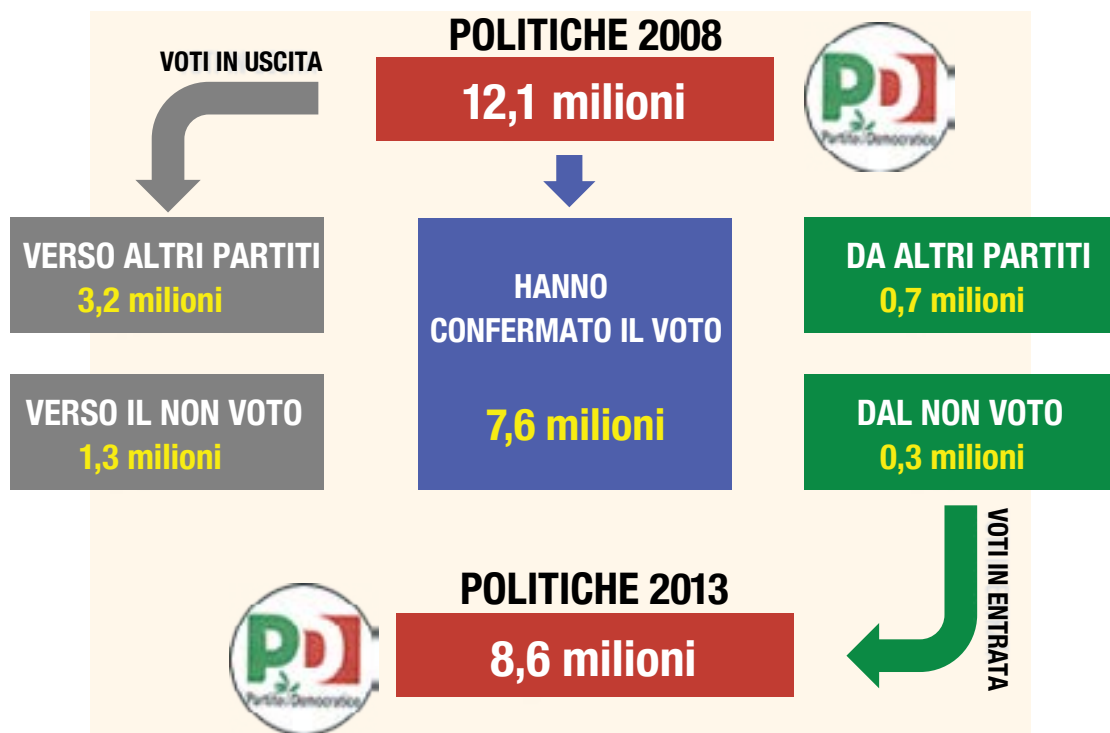 POLITICHE 2008
VOTI IN USCITA
12,1 milioni
PD
Partito Democratico
VERSO ALTRI PARTITI
3,2 milioni
VERSO IL NON VOTO
1,3 milioni
HANNO
CONFERMATO IL VOTO
7,6 milioni
DA ALTRI PARTITI
0,7 milioni
DAL NON VOTO
0,3 milioni
VOTI IN ENTRATA
POLITICHE 2013
PD
Partito Democratico
8,6 milioni